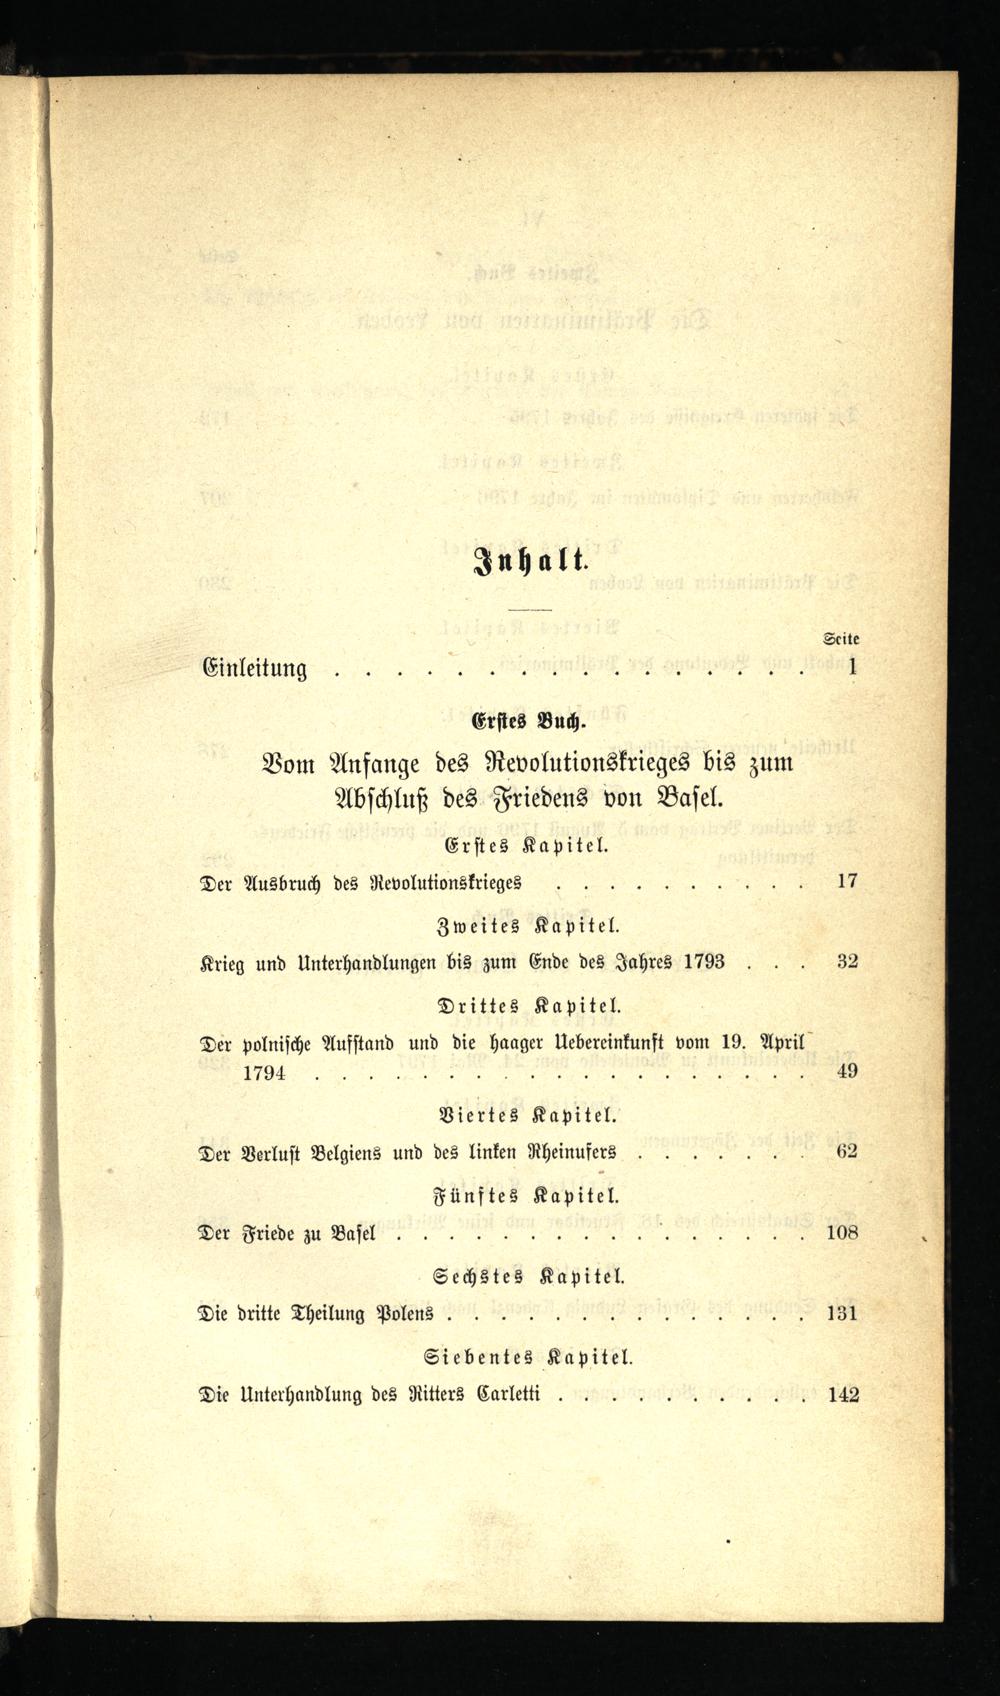 Inhalt.
Seite
Einleitung . . . . . . . . . . . . . . . . 1
Erstes Buch.
Vom Anfange des Revolutionskrieges bis zum
Abschluß des Friedens von Basel.
Erstes Kapitel.
Der Ausbruch des Revolutionskrieges . . . . . . . . . . 17
Zweites Kapitel.
Krieg und Unterhandlungen bis zum Ende des Jahres 1793 . . . 32
Drittes Kapitel.
Der polnische Aufstand und die haager Uebereinkunft vom 19. April
1794 . . . . . . . . . . . . . . . . . . . 49
Viertes Kapitel.
Der Verlust Belgiens und des linken Rheinufers . . . . . . . 62
Fünftes Kapitel.
Der Friede zu Basel . . . . . . . . . . . . . . . . 108
Sechstes Kapitel.
Die dritte Theilung Polens . . . . . . . . . . . . . . 131
Siebentes Kapitel.
Die Unterhandlung des Ritters Carletti . . . . . . . . . . 142